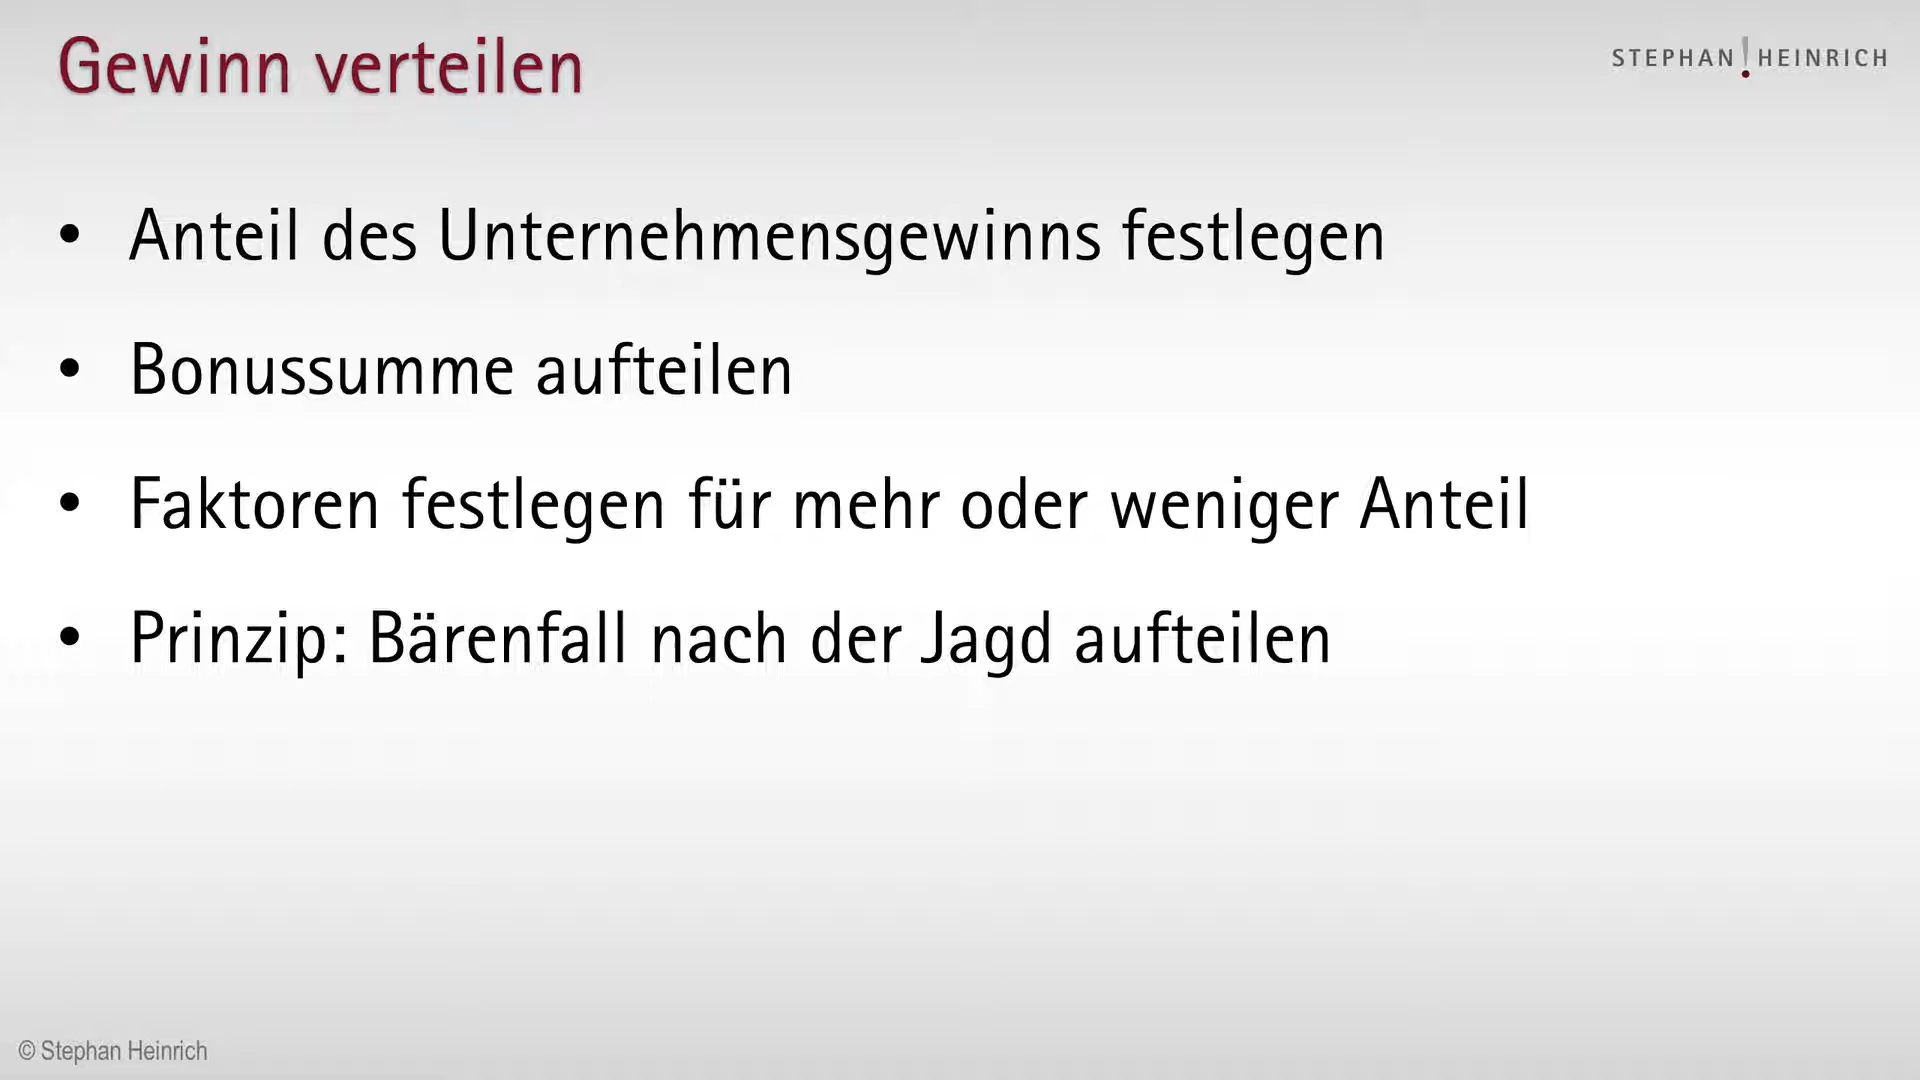 Gewinn verteilen
STEPHAN!HEINRICH
• Anteil des Unternehmensgewinns festlegen
• Bonussumme aufteilen
• Faktoren festlegen für mehr oder weniger Anteil
• Prinzip: Bärenfall nach der Jagd aufteilen
© Stephan Heinrich